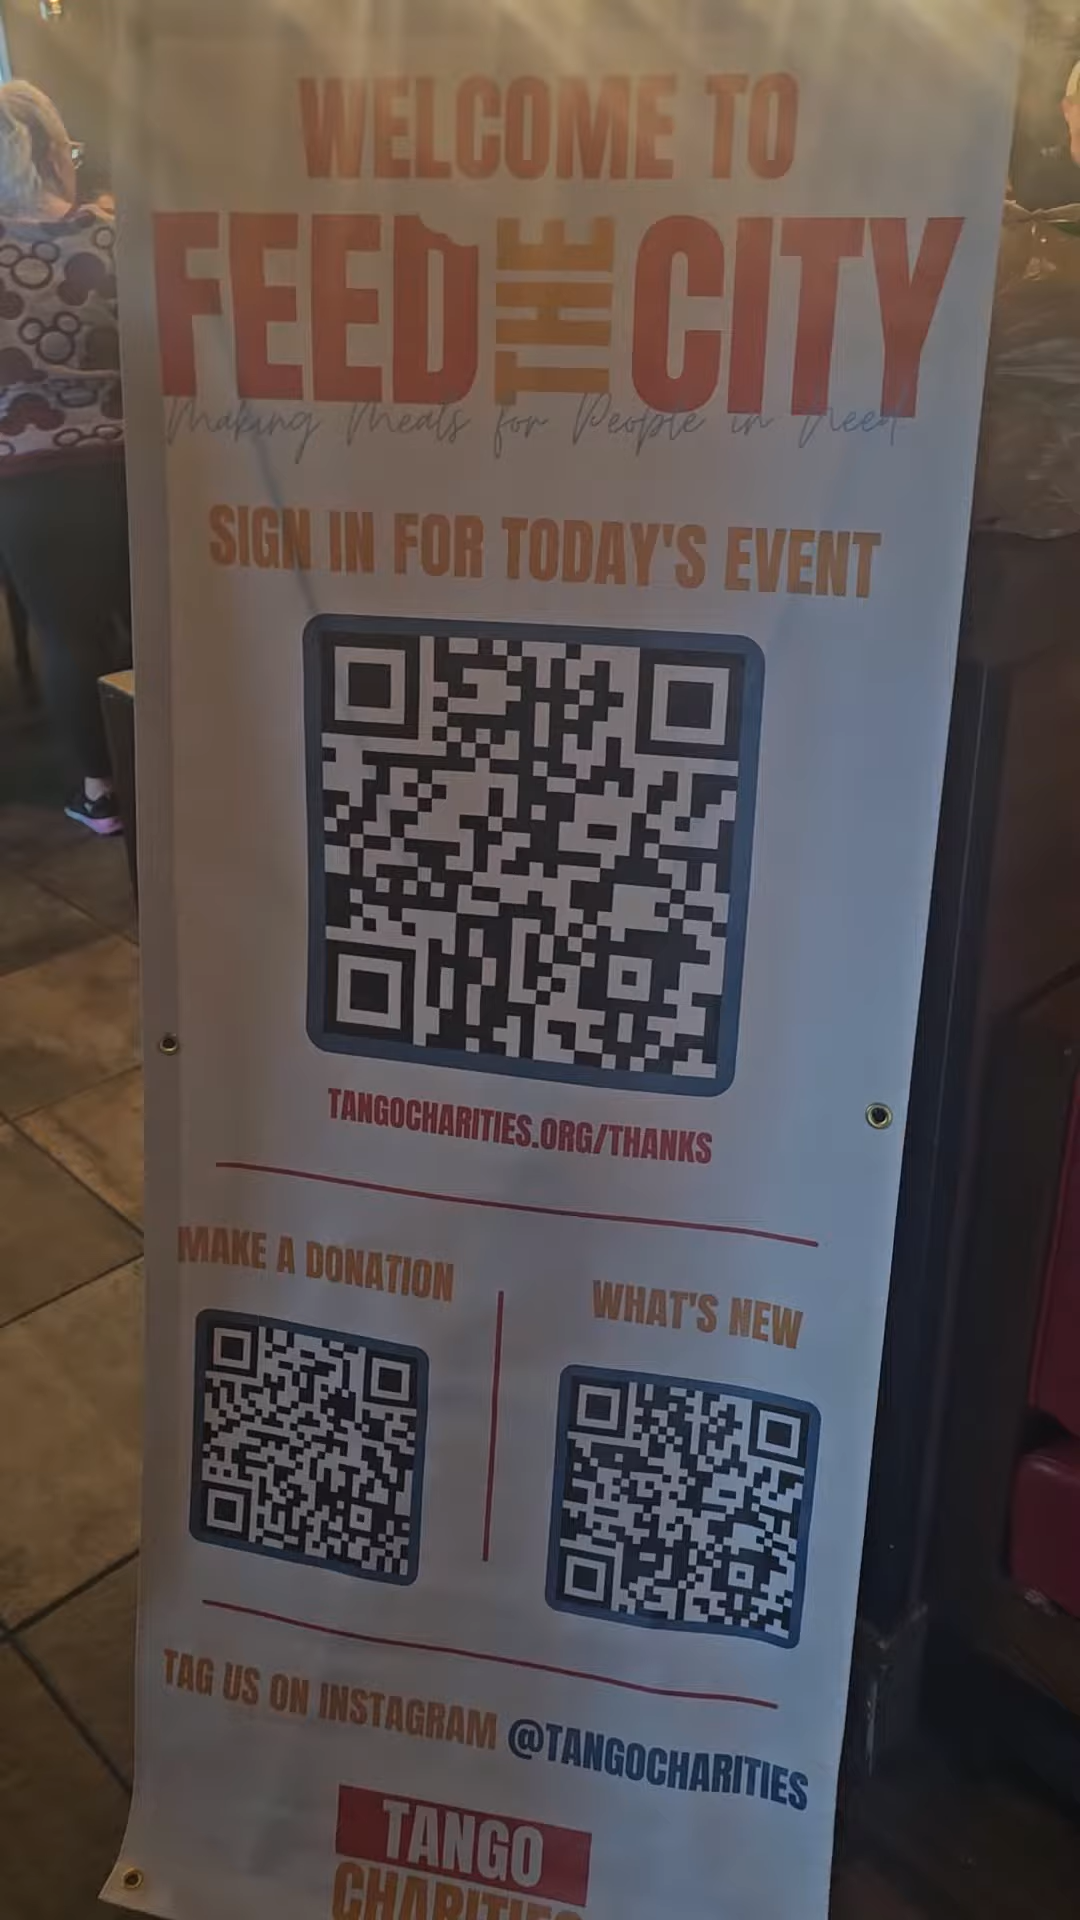 WELCOME TO
FEED THE CITY
Making Meals for People in Need
SIGN IN FOR TODAY'S EVENT
TANGOCHARITIES.ORG/THANKS
MAKE A DONATION
WHAT'S NEW
TAG US ON INSTAGRAM @TANGOCHARITIES
TANGO
CHARITIES